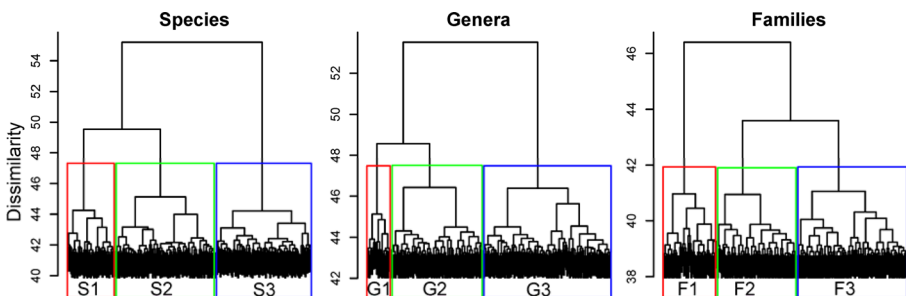 Species
Genera
Families
Dissimilarity
54
52
50
48
46
44
42
40
52
50
48
46
44
42
46
44
42
40
38
S1
S2
S3
G1
G2
G3
F1
F2
F3